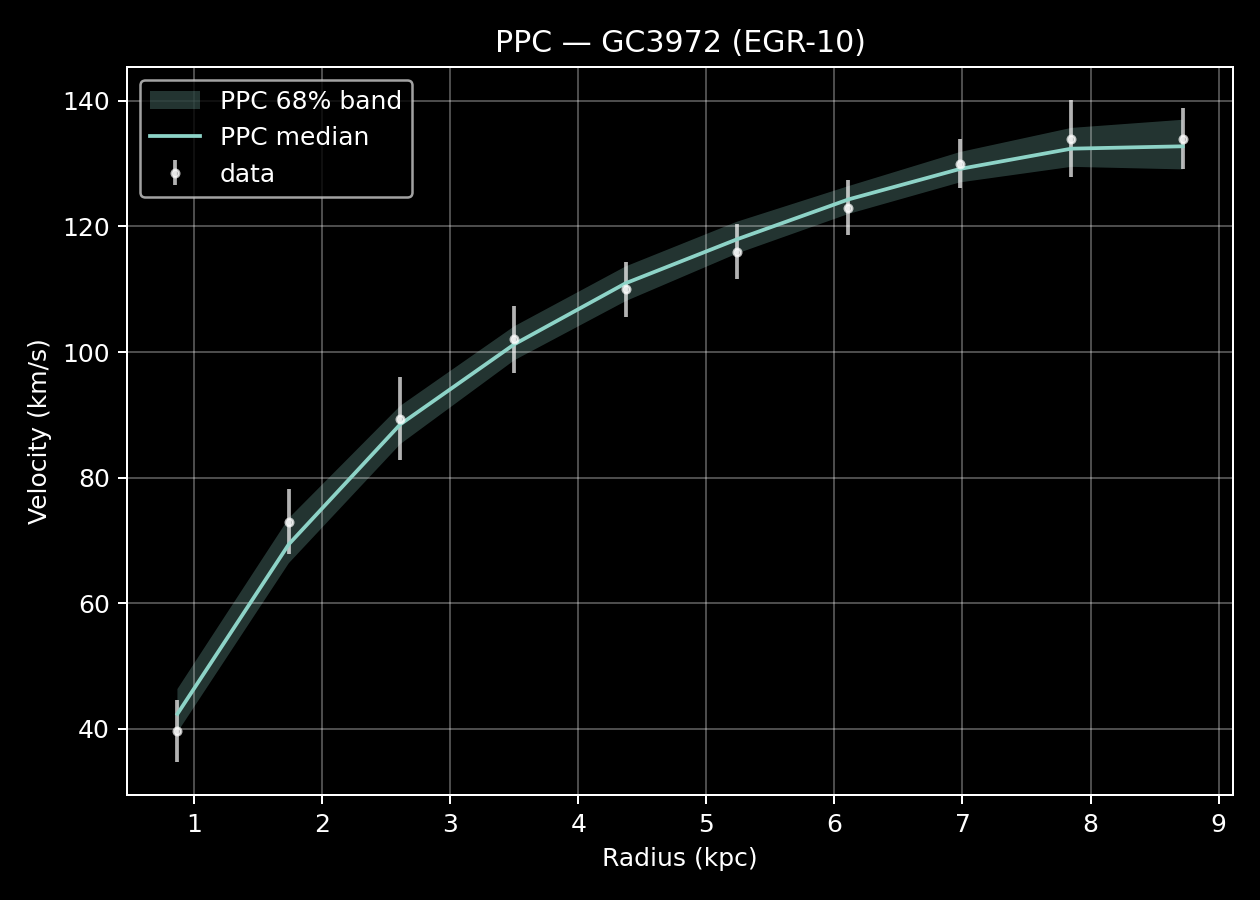 PPC — GC3972 (EGR-10)
PPC 68% band
PPC median
data
140
120
100
80
60
40
Velocity (km/s)
1 2 3 4 5 6 7 8 9
Radius (kpc)